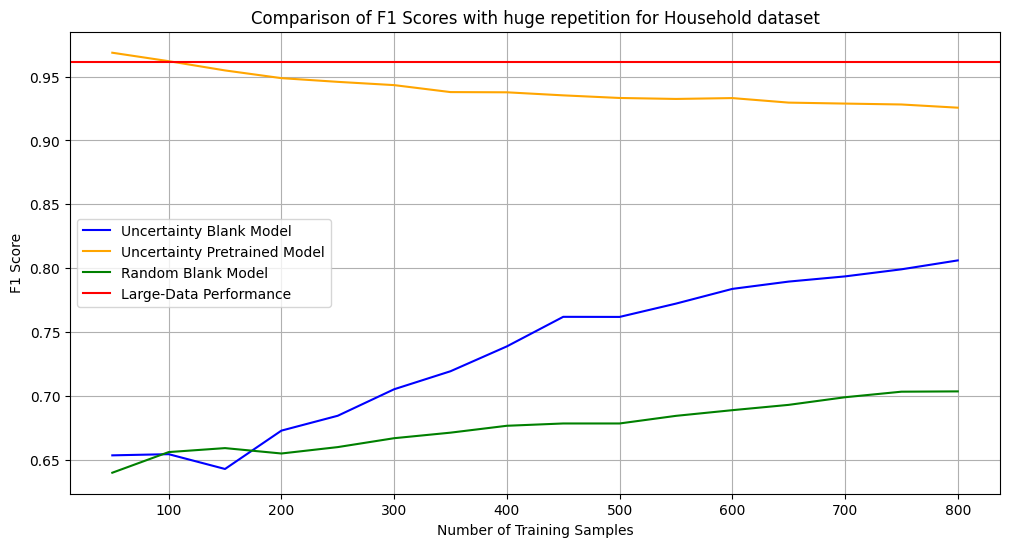 Comparison of F1 Scores with huge repetition for Household dataset
F1 Score
0.95
0.90
0.85
0.80
0.75
0.70
0.65
Uncertainty Blank Model
Uncertainty Pretrained Model
Random Blank Model
Large-Data Performance
100 200 300 400 500 600 700 800
Number of Training Samples